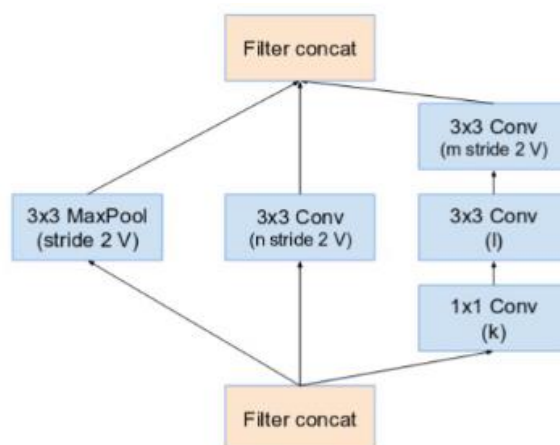 Filter concat
3x3 Conv
(m stride 2 V)
3x3 MaxPool
(stride 2 V)
3x3 Conv
(n stride 2 V)
3x3 Conv
(l)
1x1 Conv
(k)
Filter concat